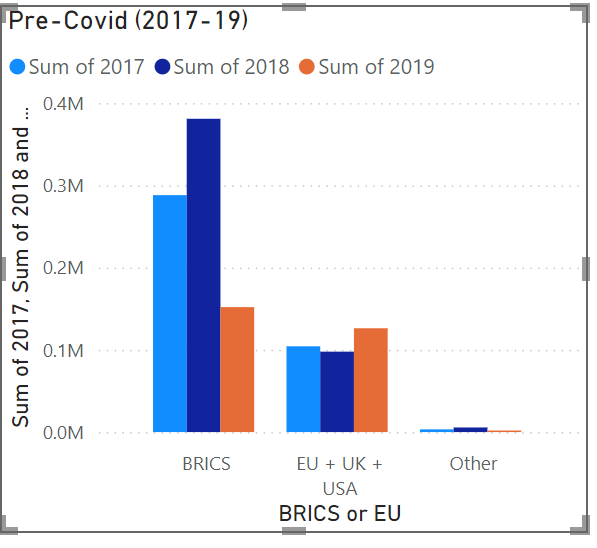 Pre-Covid (2017-19)
Sum of 2017 Sum of 2018 Sum of 2019
Sum of 2017, Sum of 2018 and ...
0.4M
0.3M
0.2M
0.1M
0.0M
BRICS
EU + UK +
USA
Other
BRICS or EU